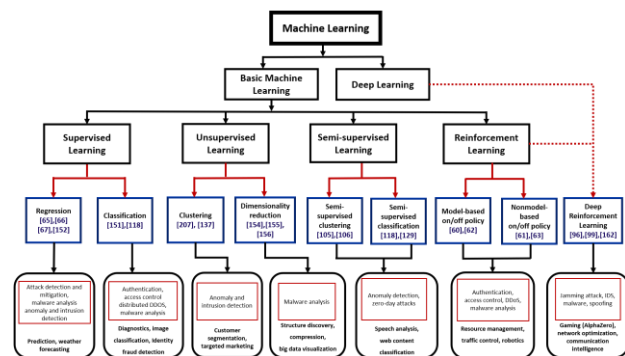 Machine Learning
Basic Machine
Learning
Deep Learning
Supervised
Learning
Unsupervised
Learning
Semi-supervised
Learning
Reinforcement
Learning
Regression
[65],[66]
[67],[152]
Classification
[151],[118]
Clustering
[207], [137]
Dimensionality
reduction
[154], [155],
[156]
Semi-
supervised
clustering
[105], [106]
Semi-
supervised
classification
[118], [129]
Model-based
on/off policy
[60], [62]
Nonmodel-based
on/off policy
[61], [63]
Deep
Reinforcement
Learning
[96], [99], [162]
Attack detection and
mitigation,
malware analysis
anomaly and intrusion
detection
Prediction, weather
forecasting
Authentication,
access control
distributed DDOS,
malware analysis
Diagnostics, image
classification, identity
fraud detection
Anomaly and
intrusion detection
Customer
segmentation,
targeted marketing
Malware analysis
Structure discovery,
compression,
big data visualization
Anomaly detection,
zero-day attacks
Speech analysis,
web content
classification
Authentication,
access control, DDoS,
malware analysis
Resource management,
traffic control, robotics
Jamming attack, IDS,
malware, spoofing
Gaming (AlphaZero),
network optimization,
communication
Intelligence